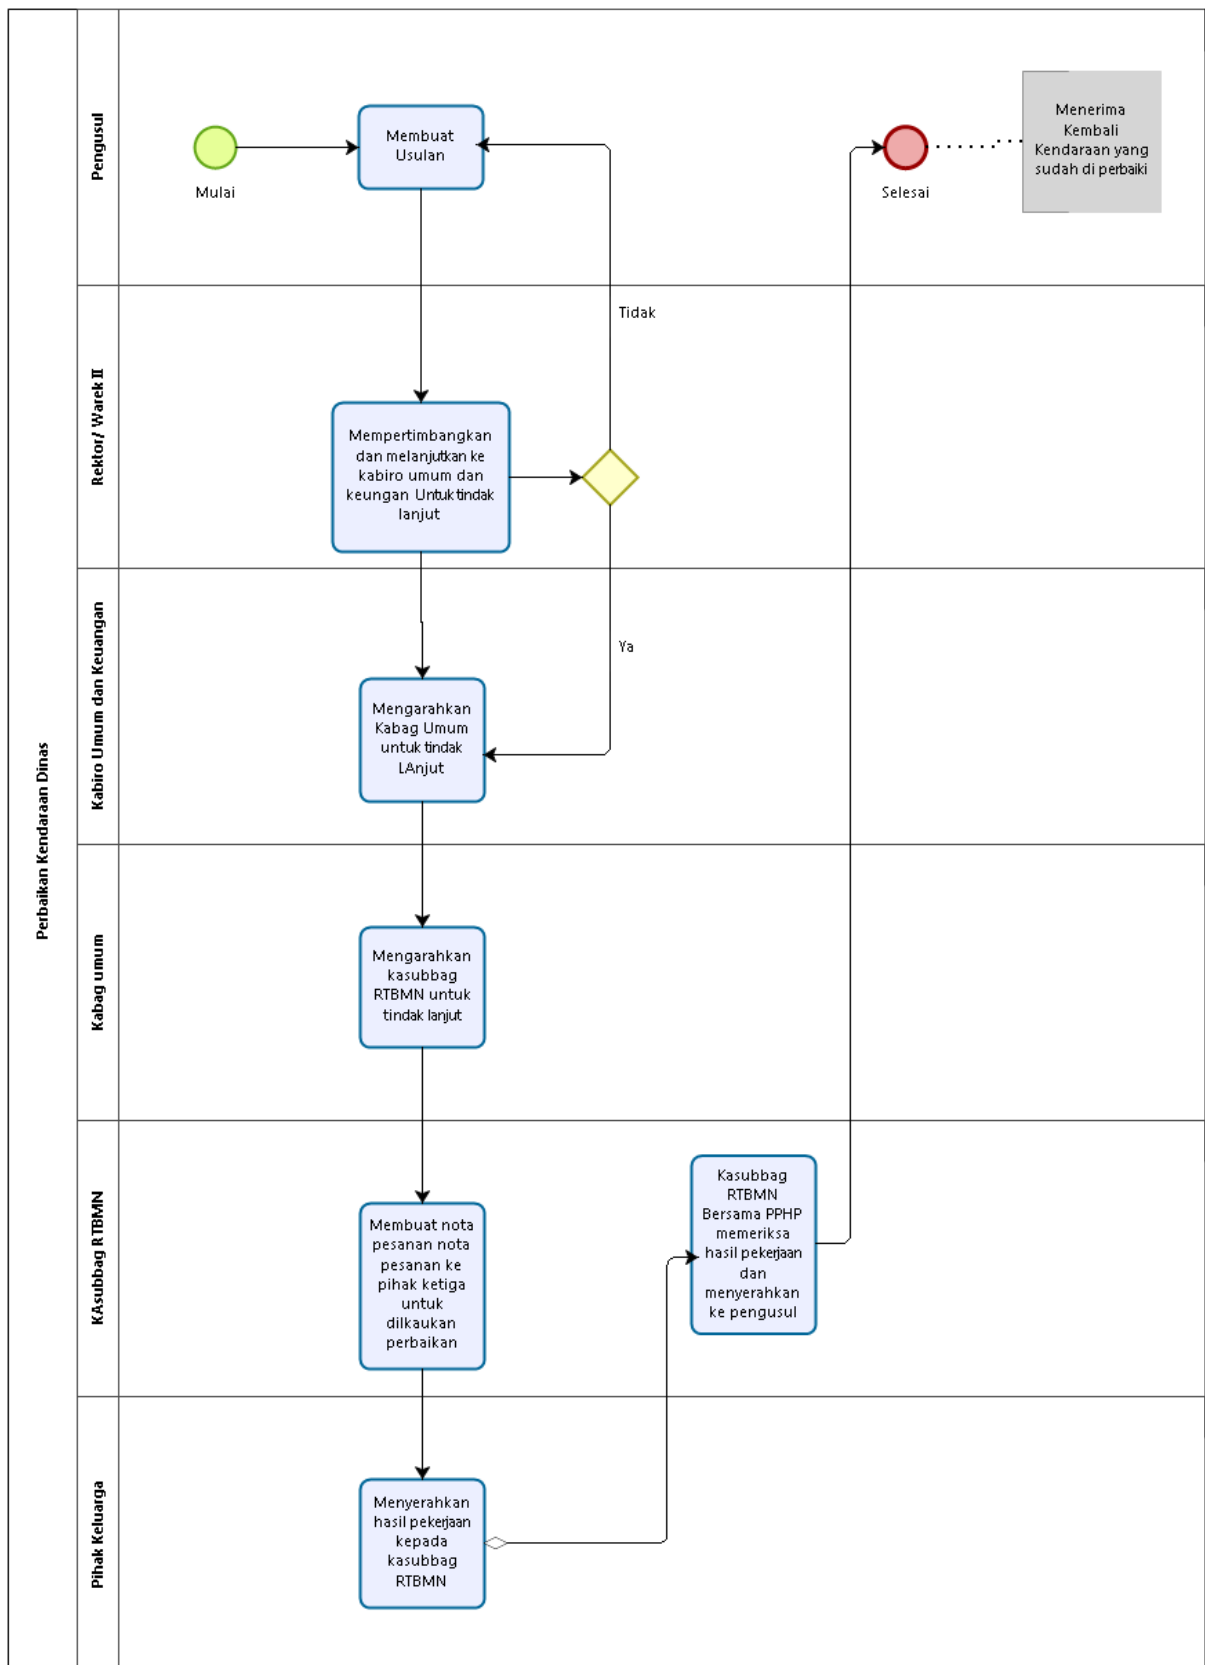 Perbaikan Kendaraan Dinas
Pengusul
Mulai
Membuat
Usulan
Selesai
Menerima
Kembali
Kendaraan yang
sudah di perbaiki
Rektor/ Warek II
Tidak
Mempertimbangkan
dan melanjutkan ke
kabiro umum dan
keungan Untuk tindak
lanjut
Kabiro Umum dan Keuangan
Ya
Mengarahkan
Kabag Umum
untuk tindak
LAnjut
Kabag umum
Mengarahkan
kasubbag
RTBMN untuk
tindak lanjut
KAsubbag RTBMN
Membuat nota
pesanan nota
pesanan ke
pihak ketiga
untuk
dilkaukan
perbaikan
Kasubbag
RTBMN
Bersama PPHP
memeriksa
hasil pekerjaan
dan
menyerahkan
ke pengusul
Pihak Keluarga
Menyerahkan
hasil pekerjaan
kepada
kasubbag
RTBMN